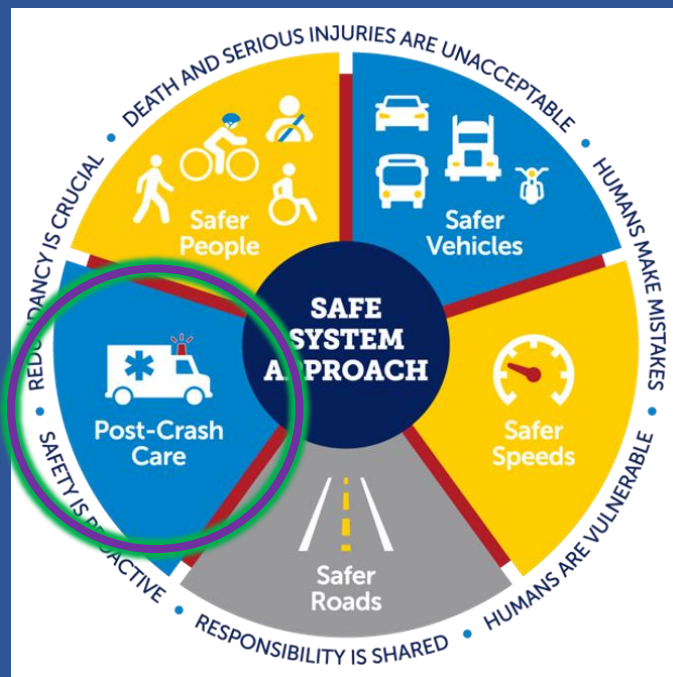 DEATH AND SERIOUS INJURIES ARE UNACCEPTABLE
HUMANS MAKE MISTAKES
HUMANS ARE VULNERABLE
RESPONSIBILITY IS SHARED
SAFETY IS PROACTIVE
REDUNDANCY IS CRUCIAL
Safer
People
Safer
Vehicles
SAFE
SYSTEM
APPROACH
Post-Crash
Care
Safer
Speeds
Safer
Roads